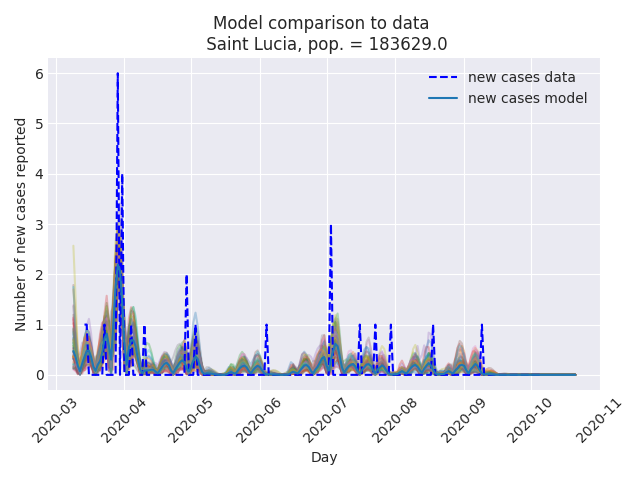 Model comparison to data
Saint Lucia, pop. = 183629.0
new cases data
new cases model
Number of new cases reported
6
5
4
3
2
1
0
2020-03
2020-04
2020-05
2020-06
2020-07
2020-08
2020-09
2020-10
2020-11
Day